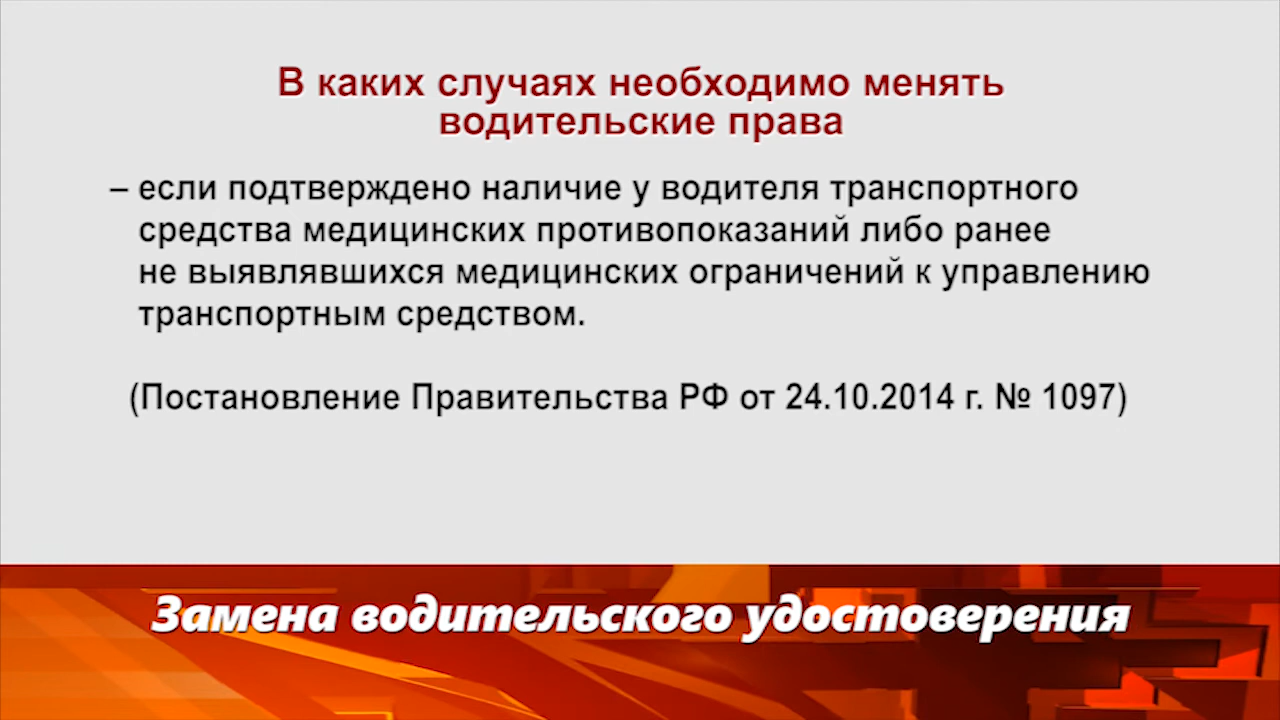 В каких случаях необходимо менять
водительские права
– если подтверждено наличие у водителя транспортного
средства медицинских противопоказаний либо ранее
не выявлявшихся медицинских ограничений к управлению
транспортным средством.
(Постановление Правительства РФ от 24.10.2014 г. № 1097)
Замена водительского удостоверения